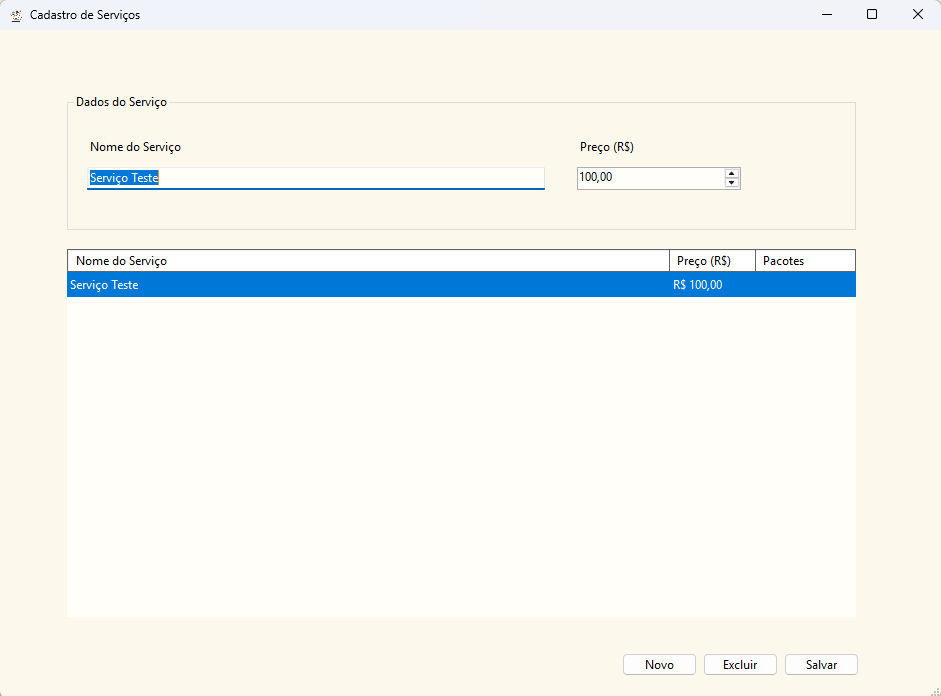 Cadastro de Serviços
Dados do Serviço
Nome do Serviço Preço (R$)
Serviço Teste 100,00
Nome do Serviço Preço (R$) Pacotes
Serviço Teste R$ 100,00
Novo Excluir Salvar